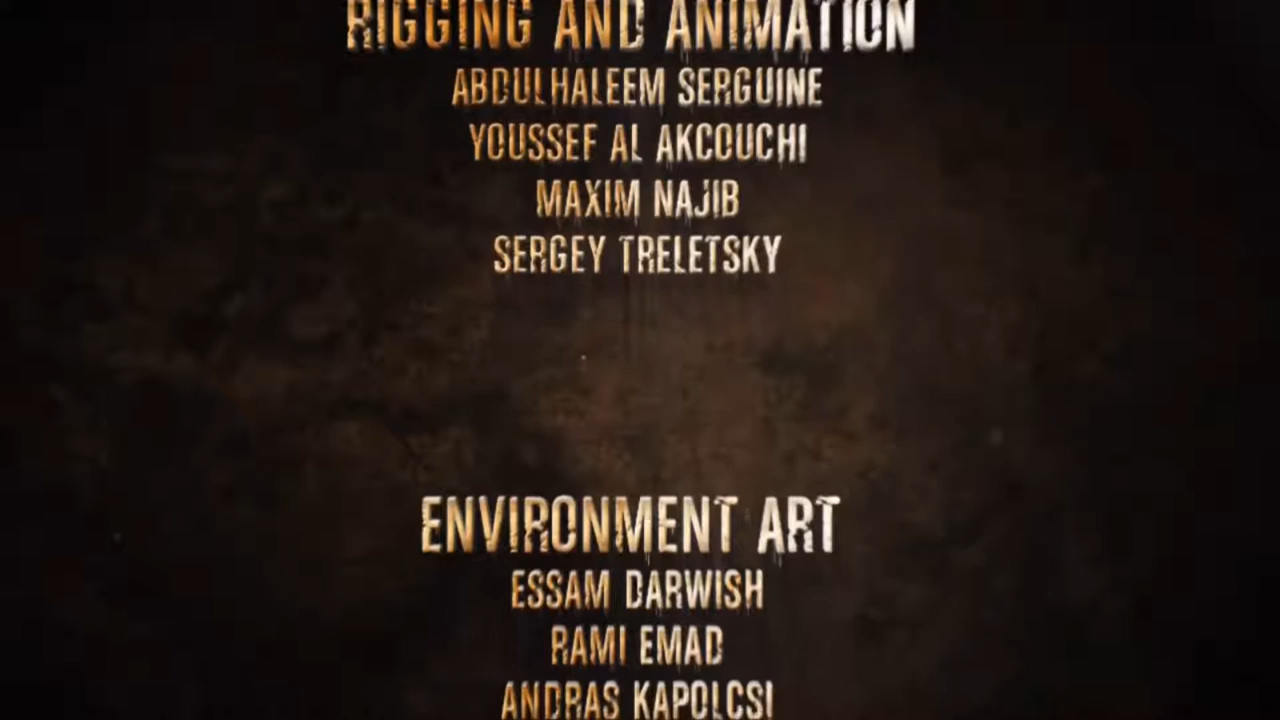 RIGGING AND ANIMATION
ABDULHALEEM SERGUINE
YOUSSEF AL AKCOUCHI
MAXIM NAJIB
SERGEY TRELETSKY
ENVIRONMENT ART
ESSAM DARWISH
RAMI EMAD
ANDRAS KAPOLCSI